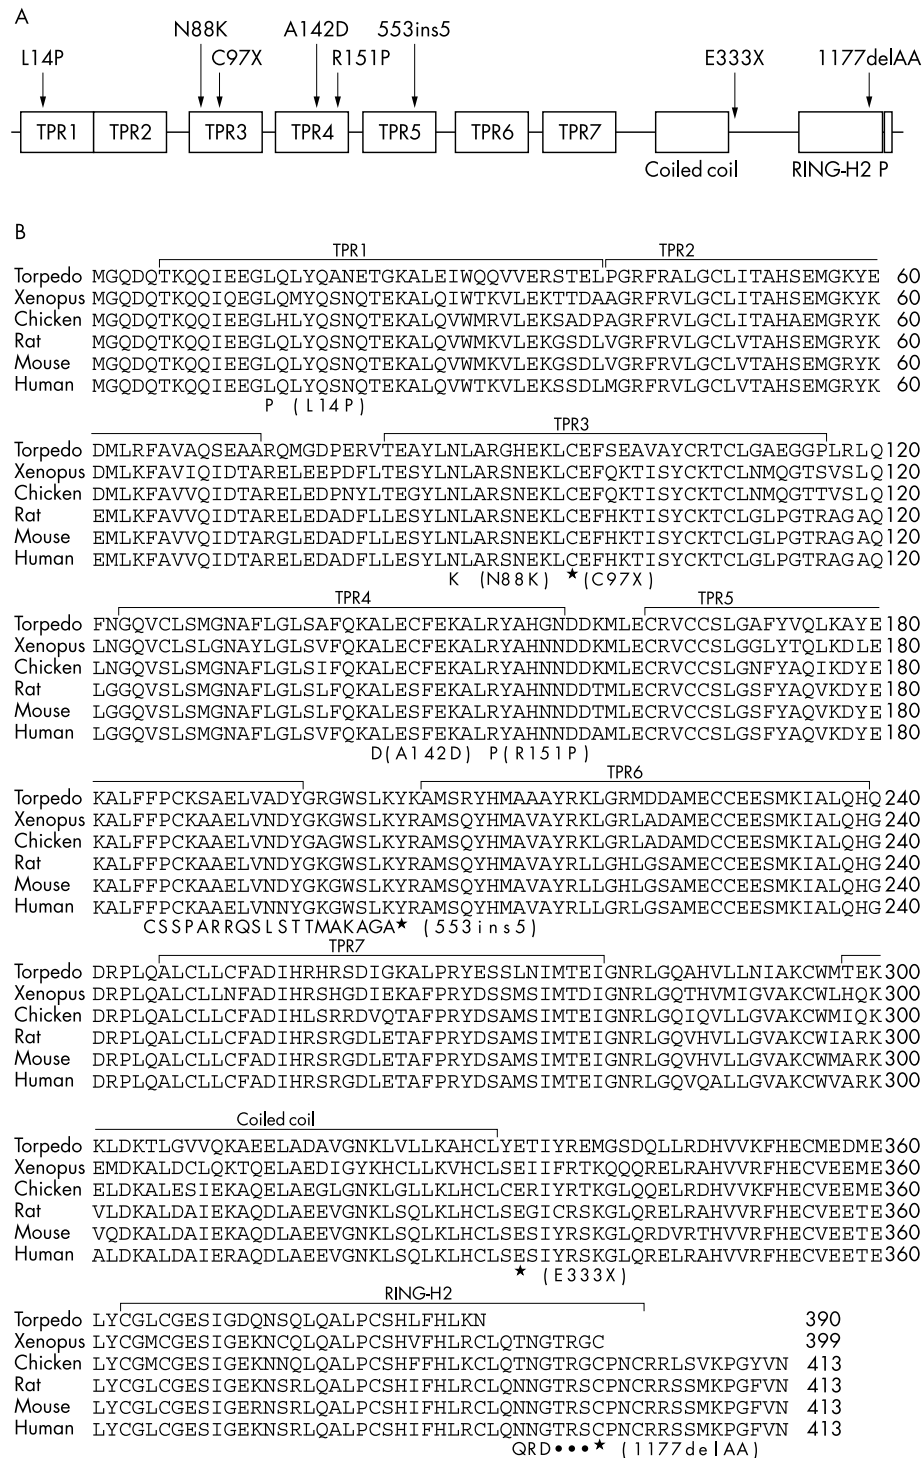 A
N88K A142D 553ins5
L14P C97X R151P E333X 1177delAA
TPR1 TPR2 TPR3 TPR4 TPR5 TPR6 TPR7
Coiled coil RING-H2 P
B
TPR1 TPR2
Torpedo MGQDQTKQQIEEGLQLYQANETGKALEIWQQVVERSTELPGRFRALGCLITAHSEMGKYE 60
Xenopus MGQDQTKQQIQEGLQMYQSNQTEKALQIWTKVLEKTTDAAGRFRVLGCLITAHSEMGKYK 60
Chicken MGQDQTKQQIEEGLHLYQSNQTEKALQVWMRVLEKSADPAGRFRVLGCLITAHAEMGRYK 60
Rat MGQDQTKQQIEEGLQLYQSNQTEKALQVWMKVLEKGSDLVGRFRVLGCLVTAHSEMGRYK 60
Mouse MGQDQTKQQIEEGLQLYQSNQTEKALQVWMKVLEKGSDLVGRFRVLGCLVTAHSEMGRYK 60
Human MGQDQTKQQIEEGLQLYQSNQTEKALQVWTKVLEKSSDLMGRFRVLGCLVTAHSEMGRYK 60
P (L14P)
TPR3
Torpedo DMLRFAVAQSEAARQMGDPERVTEAYLNLARGHEKLCEFSEAVAYCRTCLGAEGGPLRLQ 120
Xenopus DMLKFAVIQIDTARELEEPDFLTESYLNLARSNEKLCEFQKTISYCKTCLNMQGTSVSLQ 120
Chicken DMLKFAVVQIDTARELEDPNYLTEGYLNLARSNEKLCEFQKTISYCKTCLNMQGTTVSLQ 120
Rat EMLKFAVVQIDTARELEDADFLLESYLNLARSNEKLCEFHKTISYCKTCLGLPGTRAGAQ 120
Mouse EMLKFAVVQIDTARGLEDADFLLESYLNLARSNEKLCEFHKTISYCKTCLGLPGTRAGAQ 120
Human EMLKFAVVQIDTARELEDADFLLESYLNLARSNEKLCEFHKTISYCKTCLGLPGTRAGAQ 120
K (N88K) ★ (C97X)
TPR4 TPR5
Torpedo FNGQVCLSMGNAFLGLSAFQKALECFEKALRYAHGNDDKMLECRVCCSLGAFYVQLKAYE 180
Xenopus LNGQVCLSLGNAYLGLSVFQKALECFEKALRYAHNNDDKMLECRVCCSLGGLYTQLKDLE 180
Chicken LNGQVSLSMGNAFLGLSIFQKALECFEKALRYAHNNDDKMLECRVCCSLGNFYAQIKDYE 180
Rat LGGQVSLSMGNAFLGLSLFQKALESFEKALRYAHNNDDTMLECRVCCSLGSFYAQVKDYE 180
Mouse LGGQVSLSMGNAFLGLSLFQKALESFEKALRYAHNNDDTMLECRVCCSLGSFYAQVKDYE 180
Human LGGQVSLSMGNAFLGLSVFQKALESFEKALRYAHNNDDAMLECRVCCSLGSFYAQVKDYE 180
D(A142D) P(R151P)
TPR6
Torpedo KALFFPCKSAELVADYGRGWSLKYKAMSRYHMAAAYRKLGRMDDAMECCEESMKIALQHQ 240
Xenopus KALFFPCKAAELVNDYGKGWSLKYRAMSQYHMAVAYRKLGRLADAMECCEESMKIALQHG 240
Chicken KALFFPCKAAELVNDYGAGWSLKYRAMSQYHMAVAYRKLGRLADAMDCCEESMKIALQHG 240
Rat KALFFPCKAAELVNDYGKGWSLKYRAMSQYHMAVAYRLLGHLGSAMECCEESMKIALQHG 240
Mouse KALFFPCKAAELVNDYGKGWSLKYRAMSQYHMAVAYRLLGHLGSAMECCEESMKIALQHG 240
Human KALFFPCKAAELVNNYGKGWSLKYRAMSQYHMAVAYRLLGRLGSAMECCEESMKIALQHG 240
CSSPARRQSLSTTMAKAGA★ (553ins5)
TPR7
Torpedo DRPLQALCLLCFADIHRHRSDIGKALPRYESSLNIMTEIGNRLGQAHVLLNIAKCWMTEK 300
Xenopus DRPLQALCLLNFADIHRSHGDIEKAFPRYDSSMSIMTDIGNRLGQTHVMIGVAKCWLHQK 300
Chicken DRPLQALCLLCFADIHLSRRDVQTAFPRYDSAMSIMTEIGNRLGQIQVLLGVAKCWMIQK 300
Rat DRPLQALCLLCFADIHRSRGDLETAFPRYDSAMSIMTEIGNRLGQVHVLLGVAKCWIARK 300
Mouse DRPLQALCLLCFADIHRSRGDLETAFPRYDSAMSIMTEIGNRLGQVHVLLGVAKCWMARK 300
Human DRPLQALCLLCFADIHRSRGDLETAFPRYDSAMSIMTEIGNRLGQVQALLGVAKCWVARK 300
Coiled coil
Torpedo KLDKTLGVVQKAEELADAVGNKLVLLKAHCLYETIYREMGSDQLLRDHVVKFHECMEDME 360
Xenopus EMDKALDCLQKTQELAEDIGYKHCLLKVHCLSEIIFRTKQQQRELRAHVVRFHECVEEME 360
Chicken ELDKALESIEKAQELAEGLGNKLGLLKLHCLCERIYRTKGLQQELRDHVVKFHECVEEME 360
Rat VLDKALDAIEKAQDLAEEVGNKLSQLKLHCLSEGICRSKGLQRELRAHVVRFHECVEETE 360
Mouse VQDKALDAIEKAQDLAEEVGNKLSQLKLHCLSESIYRSKGLQRDVRTHVVRFHECVEETE 360
Human ALDKALDAIERAQDLAEEVGNKLSQLKLHCLSESIYRSKGLQRELRAHVVRFHECVEETE 360
★ (E333X)
RING-H2
Torpedo LYCGLCGESIGDQNSQLQALPCSHLFHLKN 390
Xenopus LYCGMCGESIGEKNCQLQALPCSHVFHLKCLQTNGTRGC 399
Chicken LYCGMCGESIGEKNNQLQALPCSHFFHLKCLQTNGTRGCPNCRRLSVKPGYVN 413
Rat LYCGLCGESIGEKNSRLQALPCSHIFHLRCLQNNGTRSCPNCRRSSMKPGFVN 413
Mouse LYCGLCGESIGERNSRLQALPCSHIFHLRCLQNNGTRSCPNCRRSSMKPGFVN 413
Human LYCGLCGESIGEKNSRLQALPCSHIFHLRCLQNNGTRSCPNCRRSSMKPGFVN 413
QRD•••★ (1177delAA)